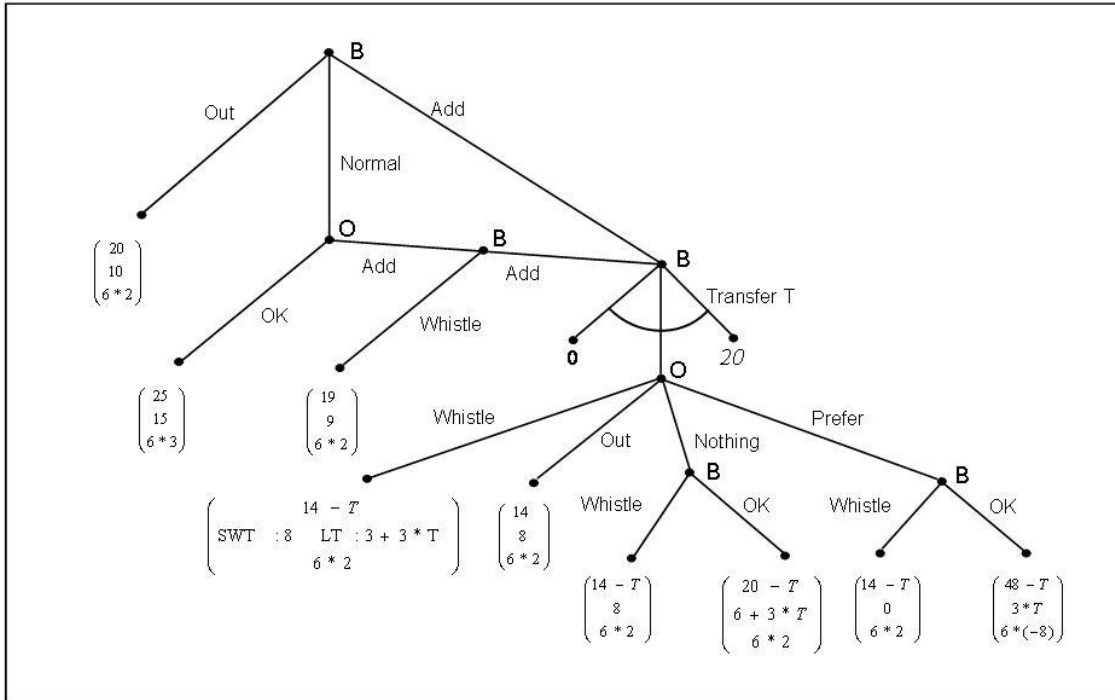 B
Out
Add
Normal
O
B
B
Add
Add
20
10
6 * 2
OK
Whistle
Transfer T
0
20
25
15
6 * 3
19
9
6 * 2
O
Whistle
Out
Nothing
Prefer
B
B
Whistle
OK
Whistle
OK
14 - T
SWT : 8 LT : 3 + 3 * T
6 * 2
14
8
6 * 2
14 - T
8
6 * 2
20 - T
6 + 3 * T
6 * 2
14 - T
0
6 * 2
48 - T
3 * T
6 * (-8)